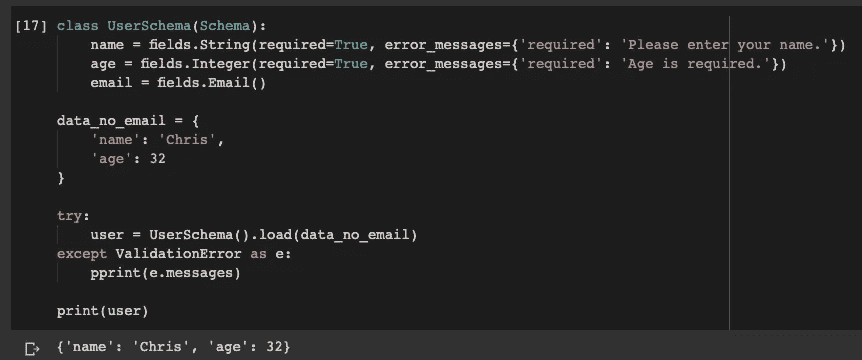 [17] class UserSchema(Schema):
    name = fields.String(required=True, error_messages={'required': 'Please enter your name.'})
    age = fields.Integer(required=True, error_messages={'required': 'Age is required.'})
    email = fields.Email()
data_no_email = {
    'name': 'Chris',
    'age': 32
}
try:
    user = UserSchema().load(data_no_email)
except ValidationError as e:
    pprint(e.messages)
print(user)
{'name': 'Chris', 'age': 32}